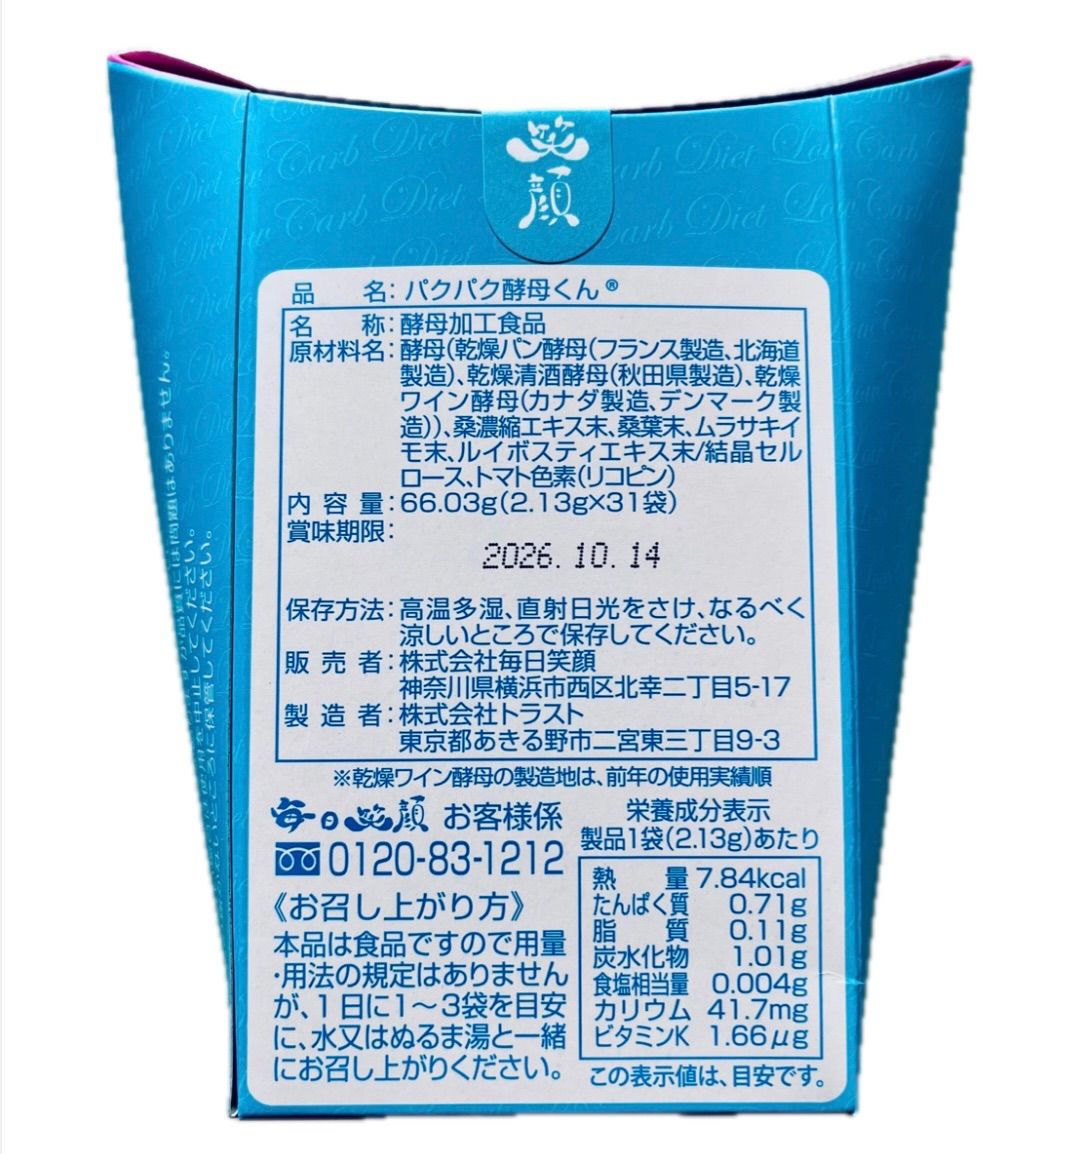 笑顔
Low Carb Diet
品名：パクパク酵母くん®
名称：酵母加工食品
原材料名：酵母（乾燥パン酵母（フランス製造、北海道
製造）、乾燥清酒酵母（秋田県製造）、乾燥
ワイン酵母（カナダ製造、デンマーク製
造））、桑濃縮エキス末、桑葉末、ムラサキイ
モ末、ルイボスティエキス末/結晶セル
ロース、トマト色素（リコピン）
内容量：66.03g（2.13g×31袋）
賞味期限：
2026.10.14
保存方法：高温多湿、直射日光をさけ、なるべく
涼しいところで保存してください。
販売者：株式会社毎日笑顔
神奈川県横浜市西区北幸二丁目5-17
製造者：株式会社トラスト
東京都あきる野市二宮東三丁目9-3
※乾燥ワイン酵母の製造地は、前年の使用実績順
毎日笑顔 お客様係
0120-83-1212
《お召し上がり方》
本品は食品ですので用量
・用法の規定はありません
が、1日に1～3袋を目安
に、水又はぬるま湯と一緒
にお召し上がりください。
栄養成分表示
製品1袋(2.13g)あたり
熱量 7.84kcal
たんぱく質 0.71g
脂質 0.11g
炭水化物 1.01g
食塩相当量 0.004g
カリウム 41.7mg
ビタミンK 1.66μg
この表示値は、目安です。